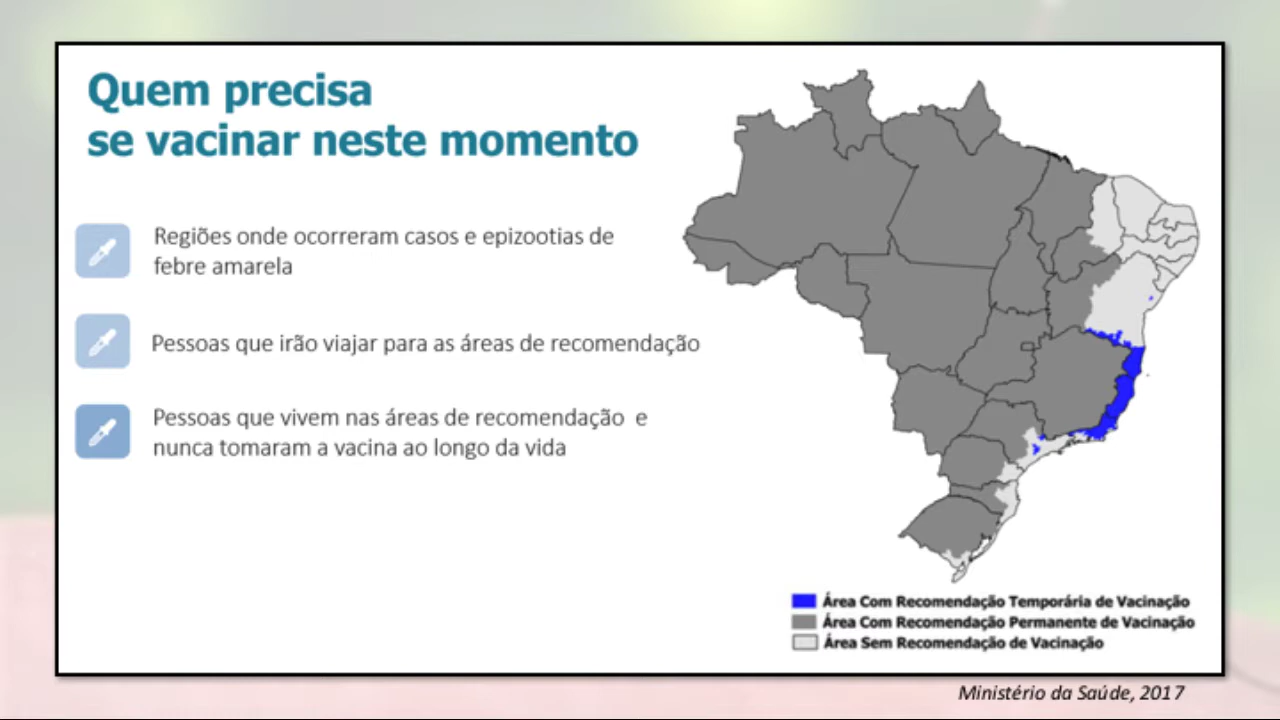 Quem precisa
se vacinar neste momento
Regiões onde ocorreram casos e epizootias de
febre amarela
Pessoas que irão viajar para as áreas de recomendação
Pessoas que vivem nas áreas de recomendação e
nunca tomaram a vacina ao longo da vida
Área Com Recomendação Temporária de Vacinação
Área Com Recomendação Permanente de Vacinação
Área Sem Recomendação de Vacinação
Ministério da Saúde, 2017